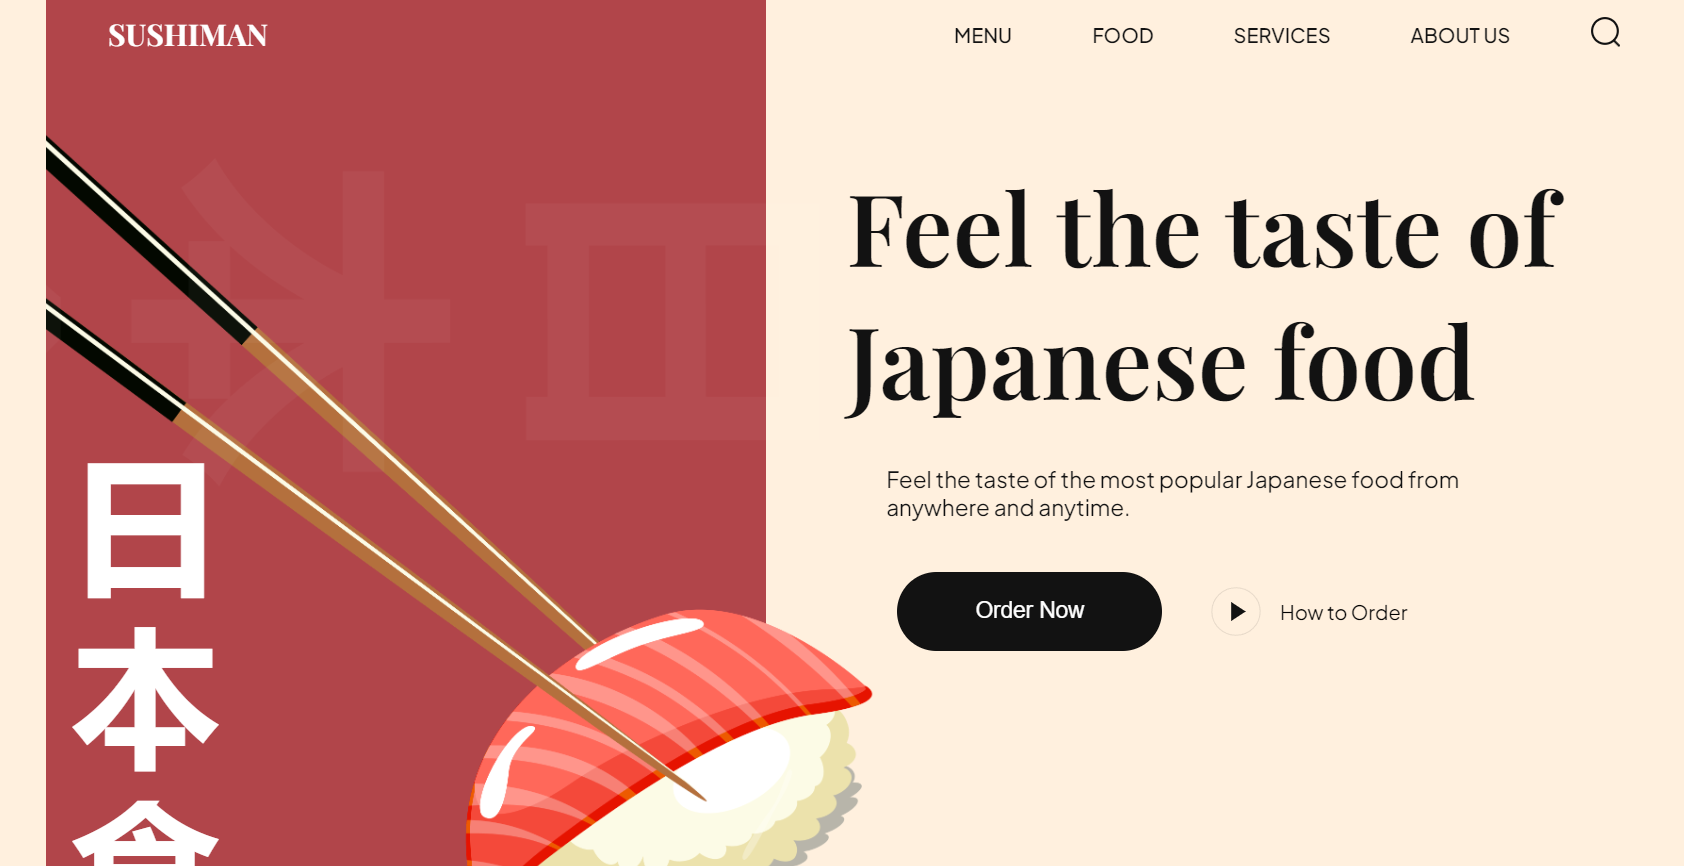 SUSHIMAN
MENU
FOOD
SERVICES
ABOUT US
Feel the taste of
Japanese food
Feel the taste of the most popular Japanese food from
anywhere and anytime.
Order Now
How to Order
日
本
食